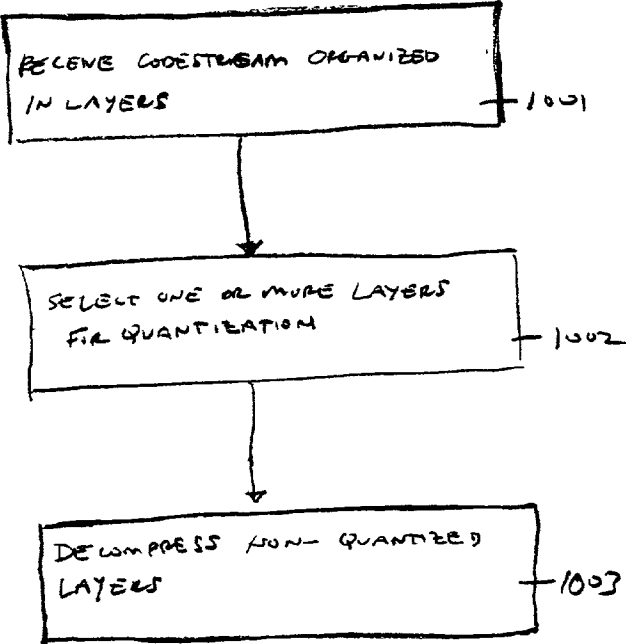 RECEIVE CODESTREAM ORGANIZED
IN LAYERS
1001
SELECT ONE OR MORE LAYERS
FOR QUANTIZATION
1002
DECOMPRESS NON-QUANTIZED
LAYERS
1003